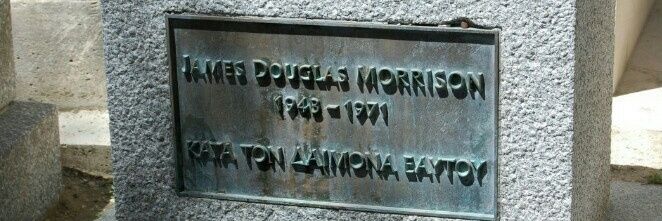 JAMES DOUGLAS MORRISON
1943 – 1971
ΚΑΤΑ ΤΟΝ ΔΑΙΜΟΝΑ ΕΑΥΤΟΥ